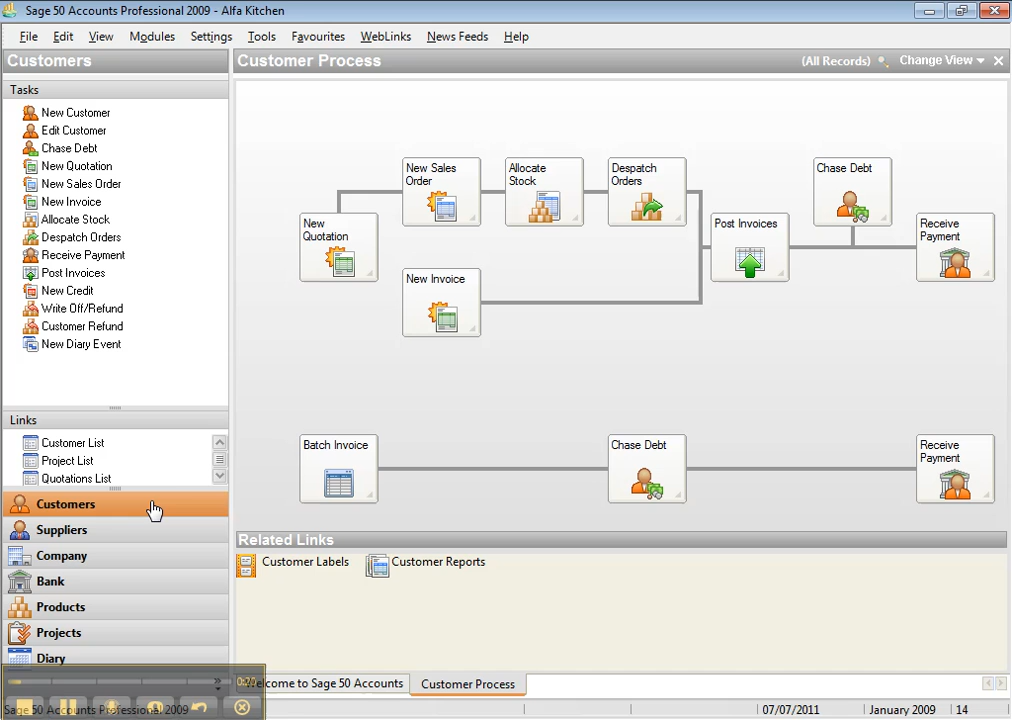 Sage 50 Accounts Professional 2009 - Alfa Kitchen
File Edit View Modules Settings Tools Favourites WebLinks News Feeds Help
Customers
Tasks
New Customer
Edit Customer
Chase Debt
New Quotation
New Sales Order
New Invoice
Allocate Stock
Despatch Orders
Receive Payment
Post Invoices
New Credit
Write Off/Refund
Customer Refund
New Diary Event
Links
Customer List
Project List
Quotations List
Customers
Suppliers
Company
Bank
Products
Projects
Diary
Customer Process
(All Records) Change View
New Sales
Order
Allocate
Stock
Despatch
Orders
Chase Debt
New
Quotation
Post Invoices
Receive
Payment
New Invoice
Batch Invoice
Chase Debt
Receive
Payment
Related Links
Customer Labels
Customer Reports
Welcome to Sage 50 Accounts
Customer Process
Sage 50 Accounts Professional 2009
07/07/2011
January 2009
14